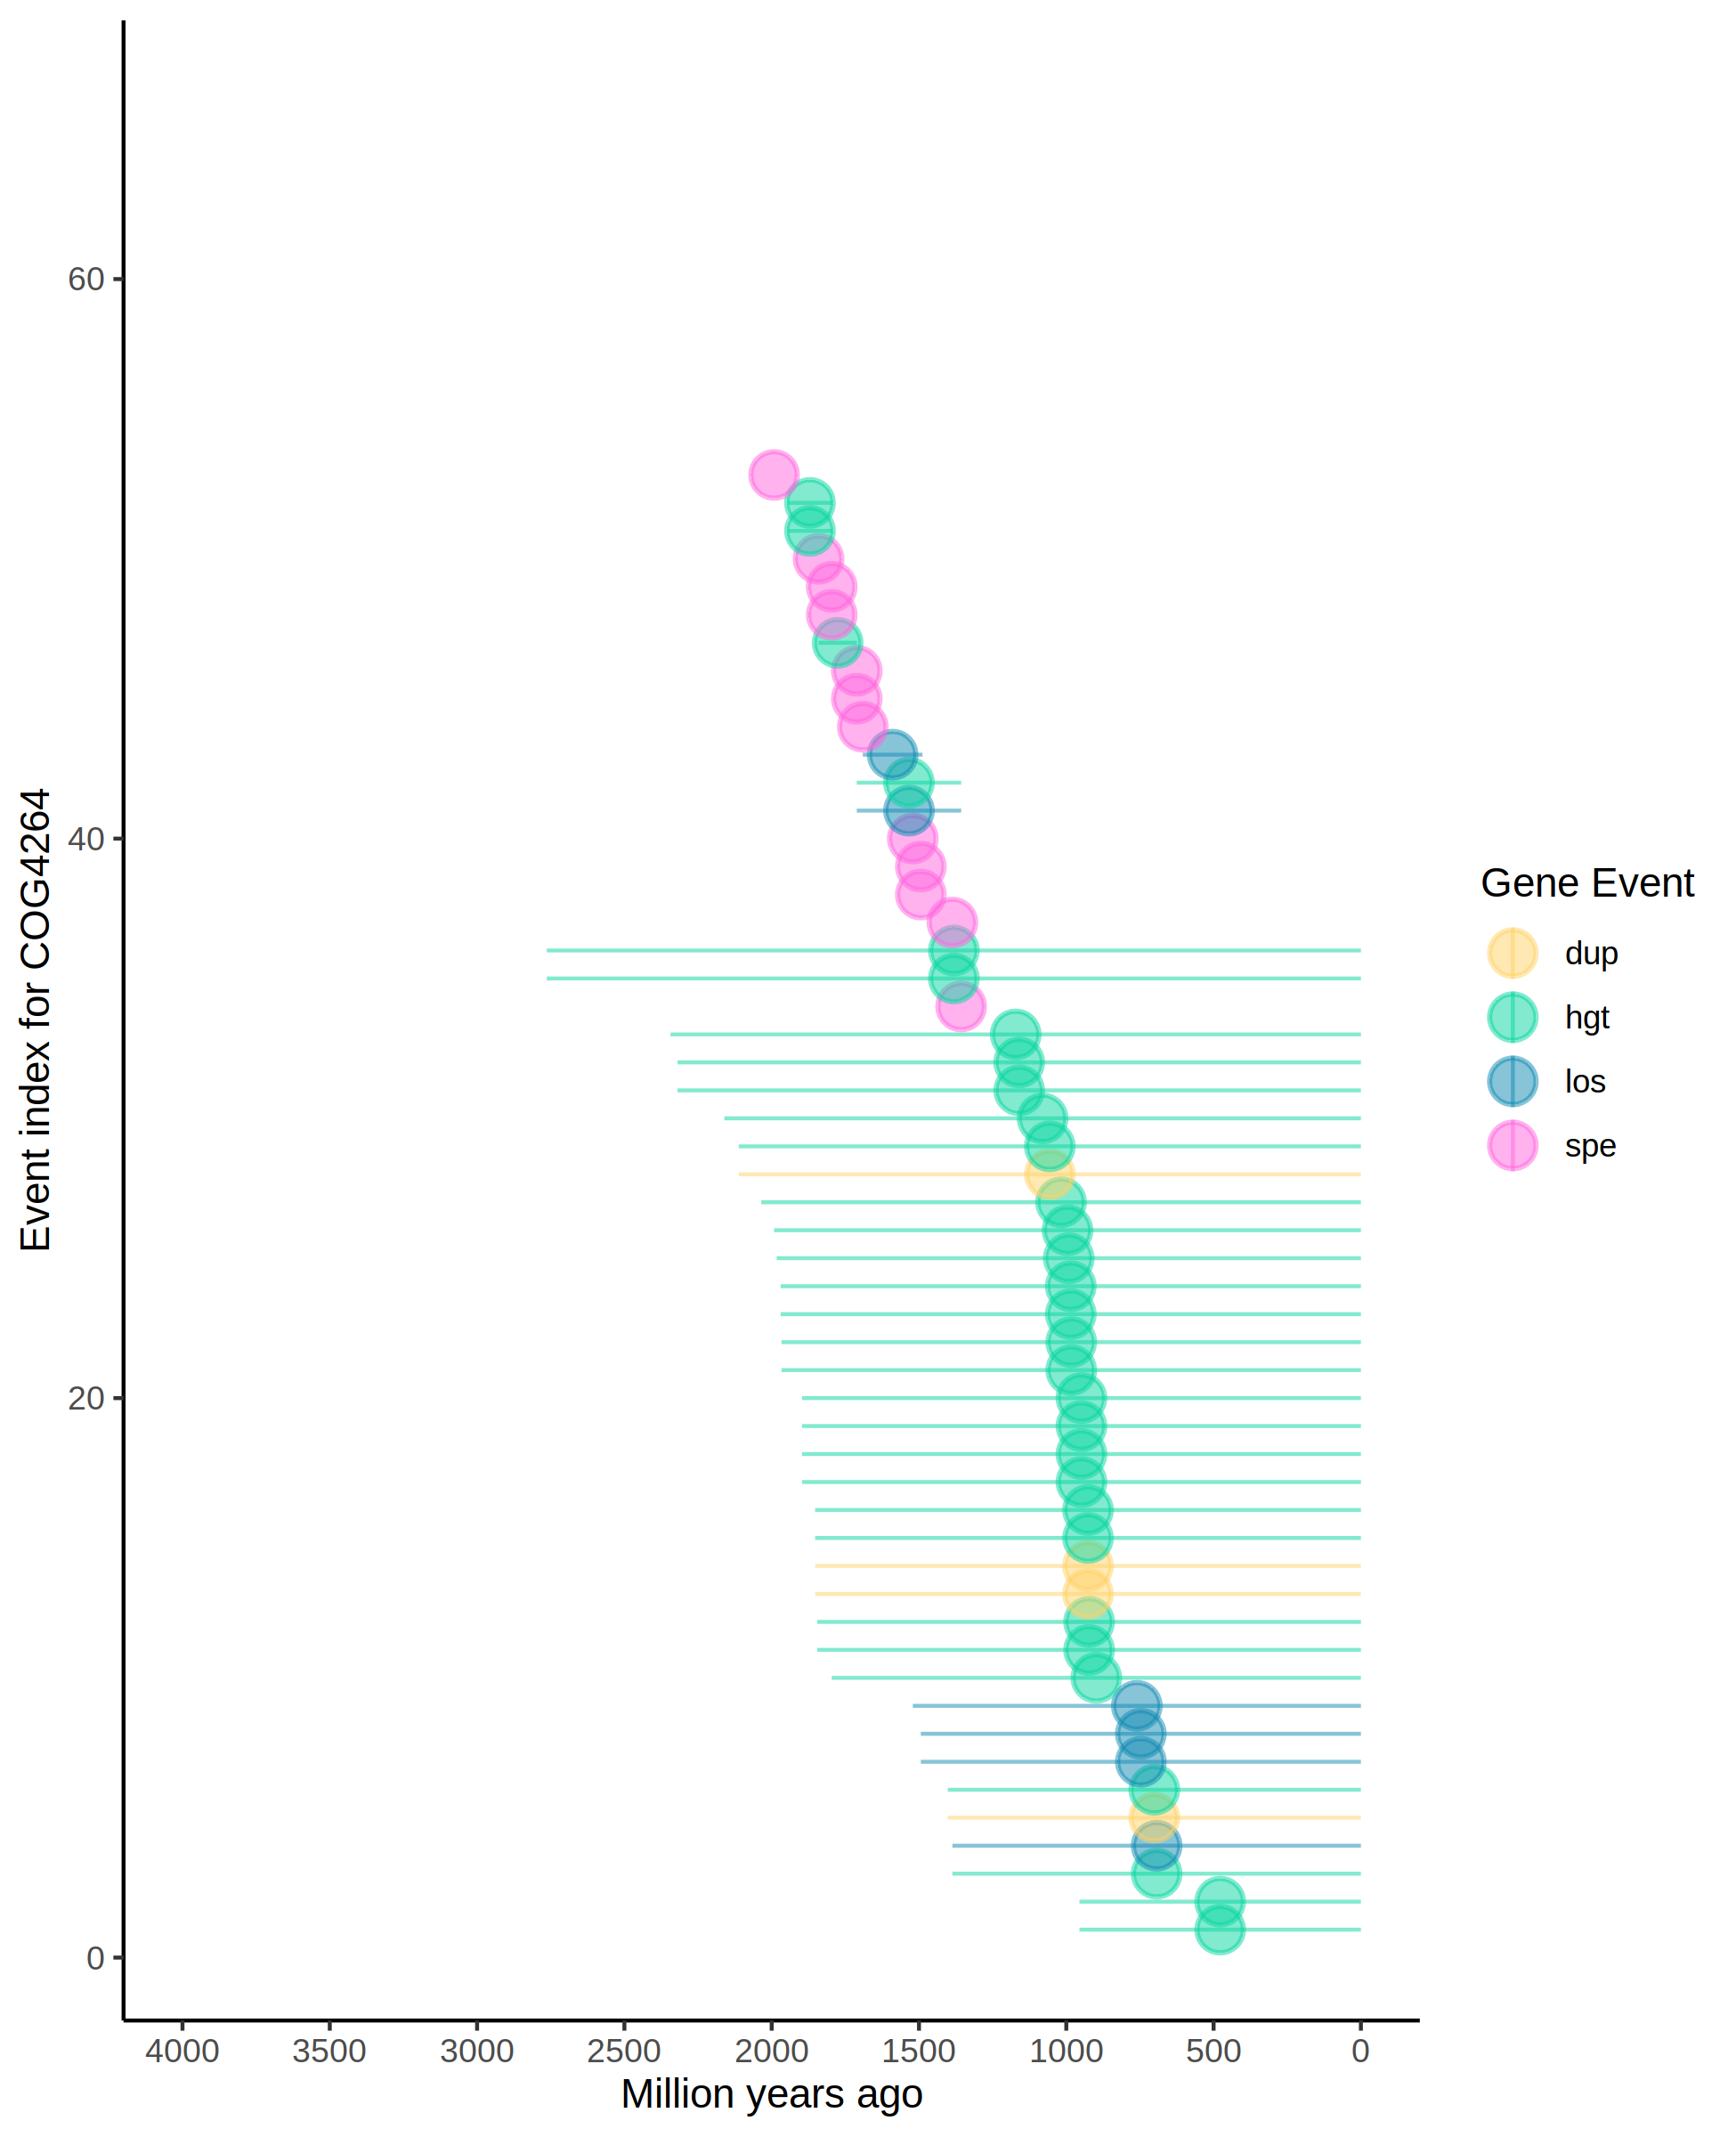 60
40
20
0
Event index for COG4264
4000 3500 3000 2500 2000 1500 1000 500 0
Million years ago
Gene Event
dup
hgt
los
spe